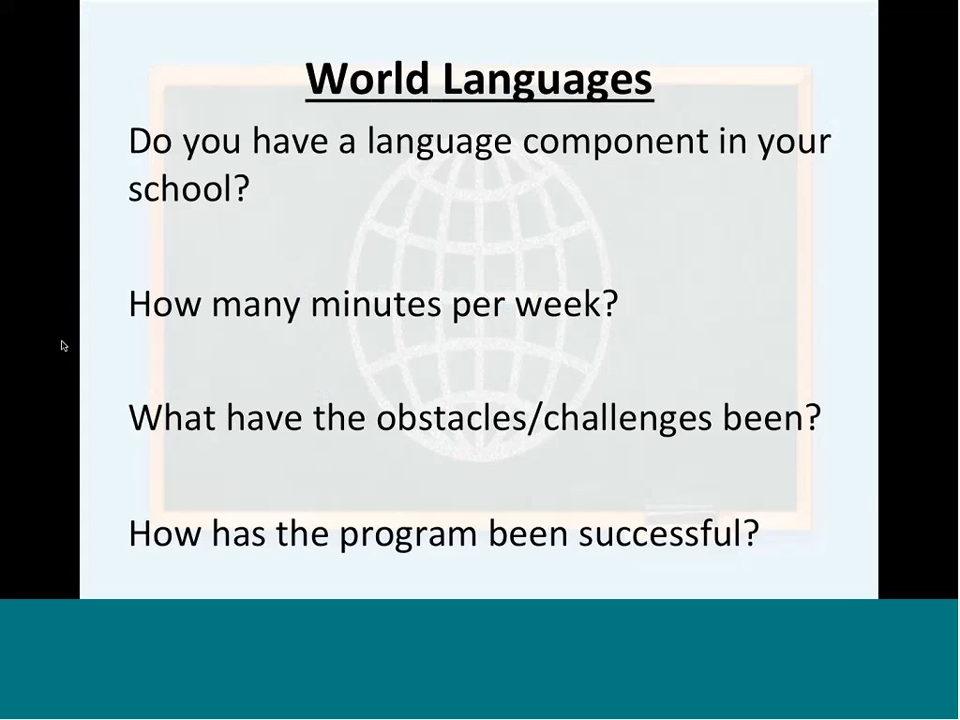 World Languages
Do you have a language component in your
school?
How many minutes per week?
What have the obstacles/challenges been?
How has the program been successful?